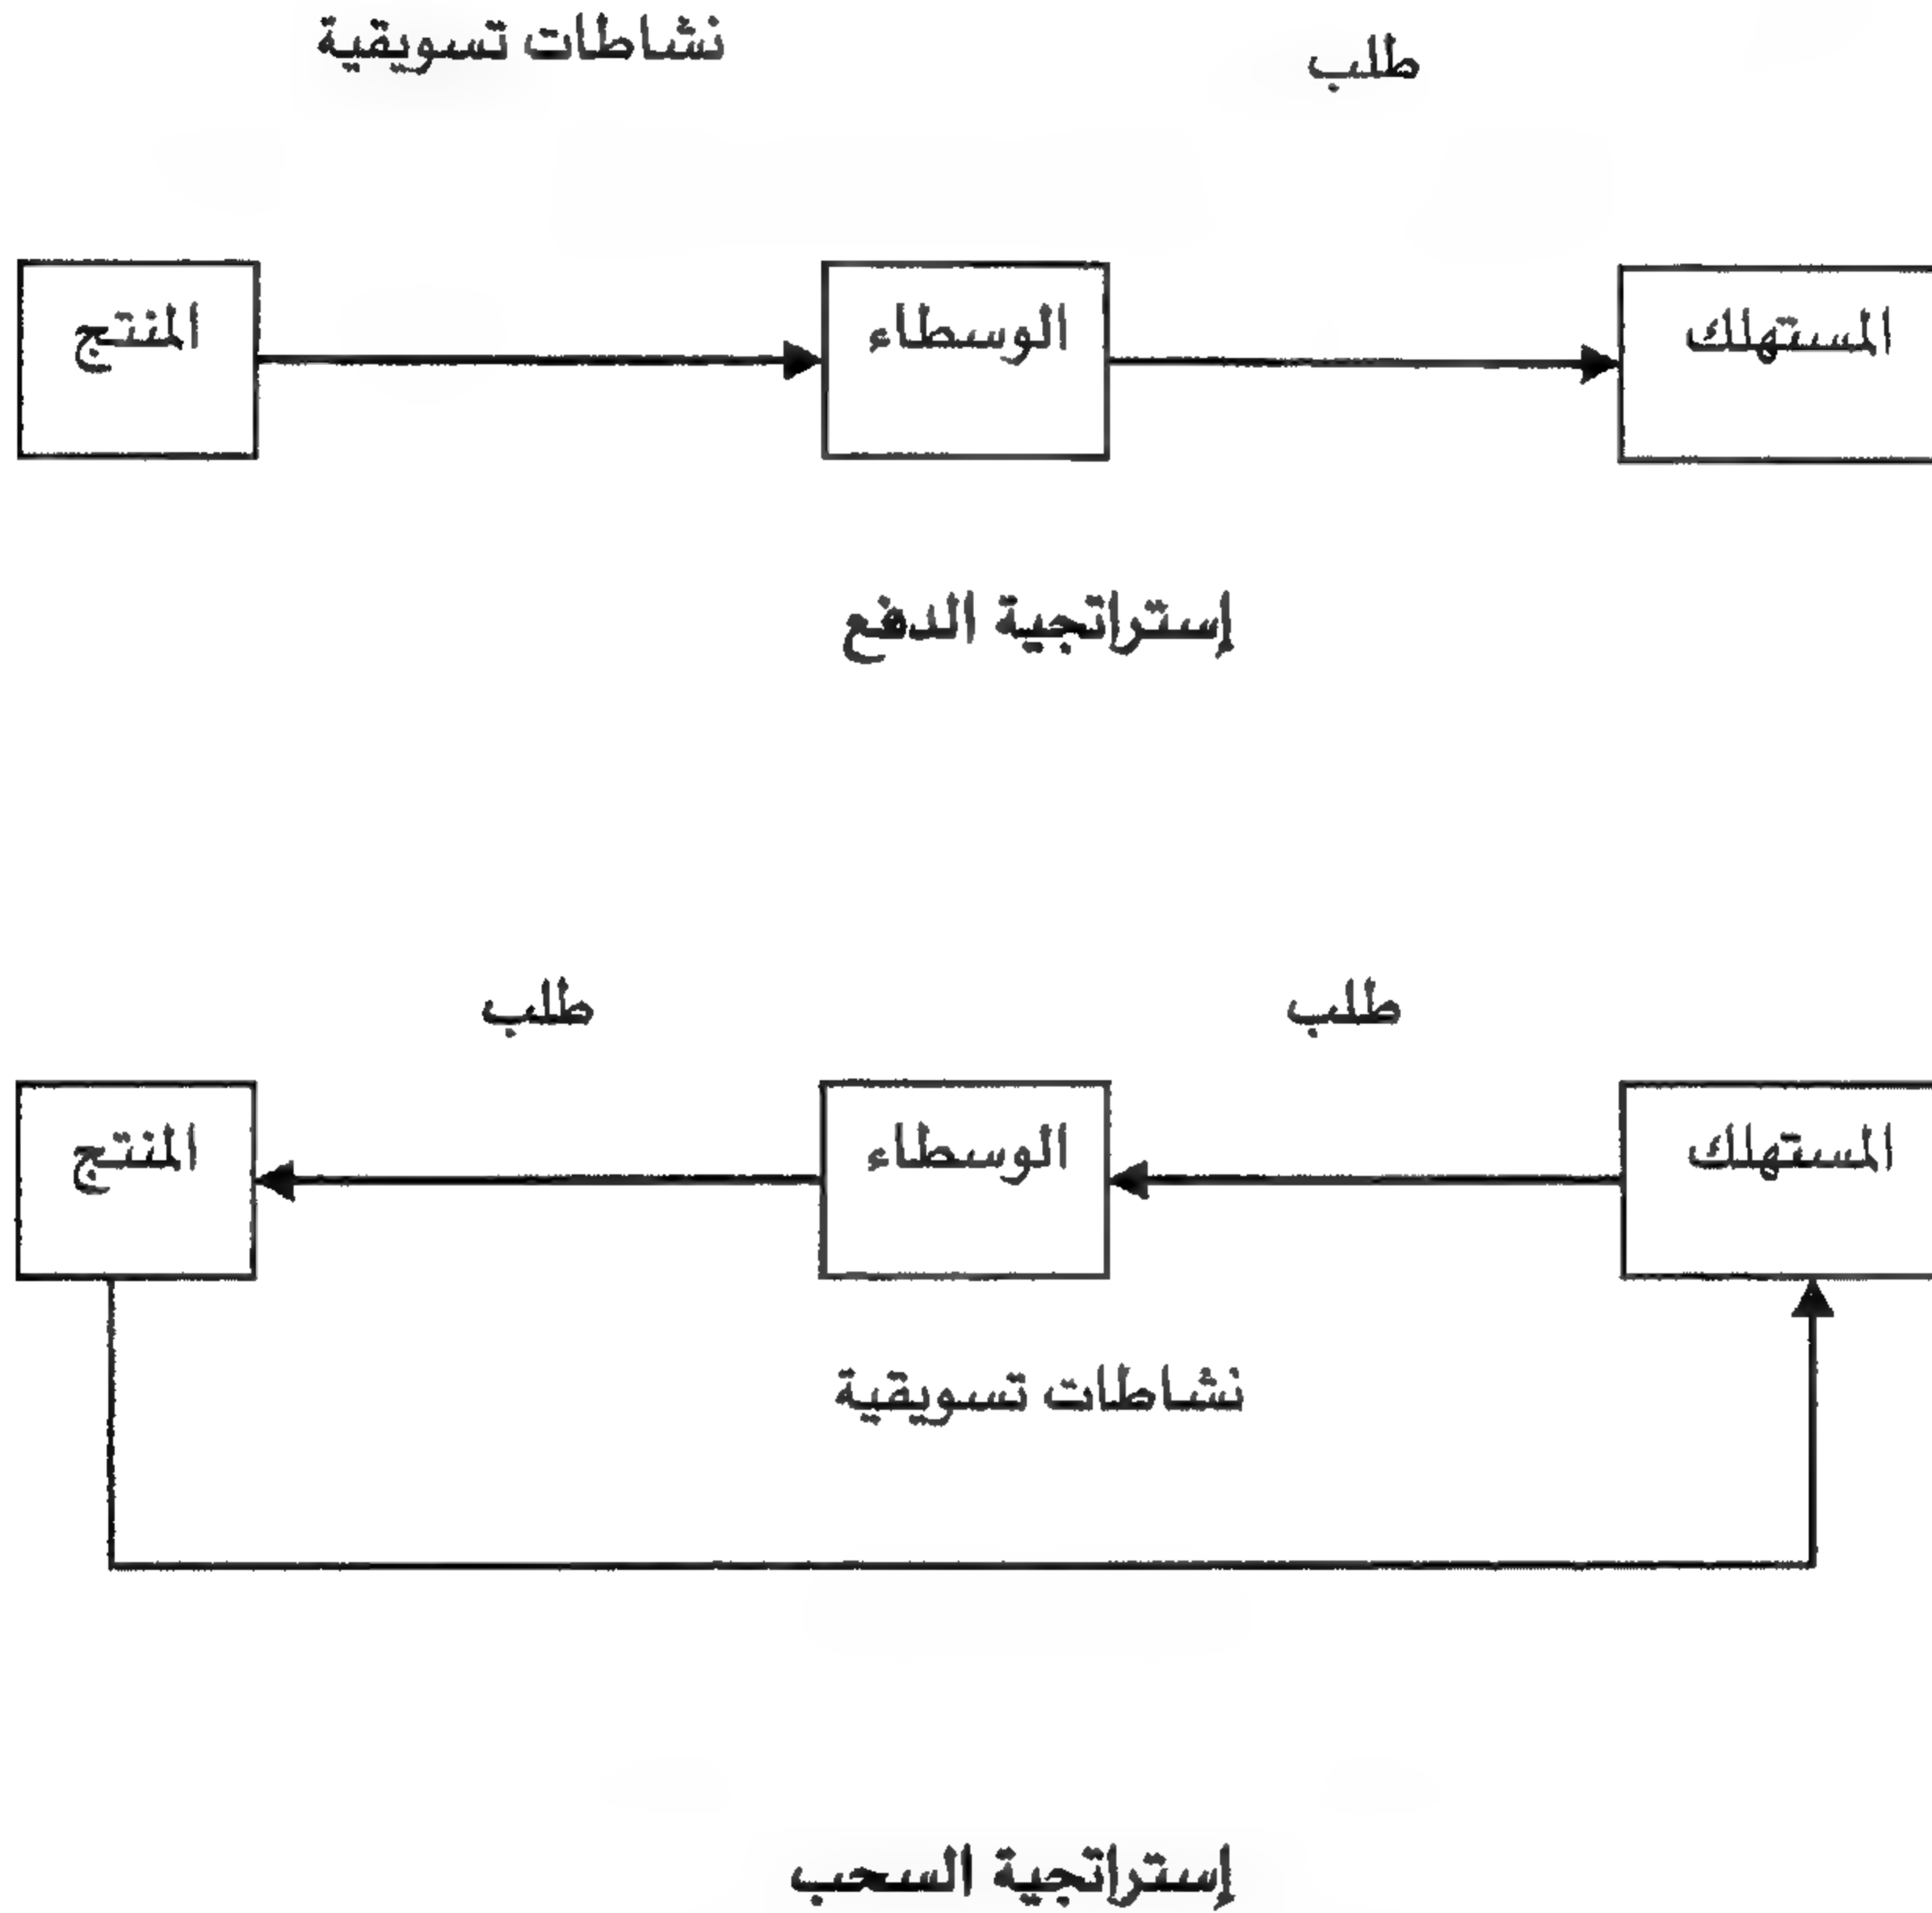 طلب
نشاطات تسويقية
المستهلك
الوسطاء
المنتج
إستراتجية الدفع
طلب
طلب
المستهلك
الوسطاء
المنتج
نشاطات تسويقية
إستراتجية السحب